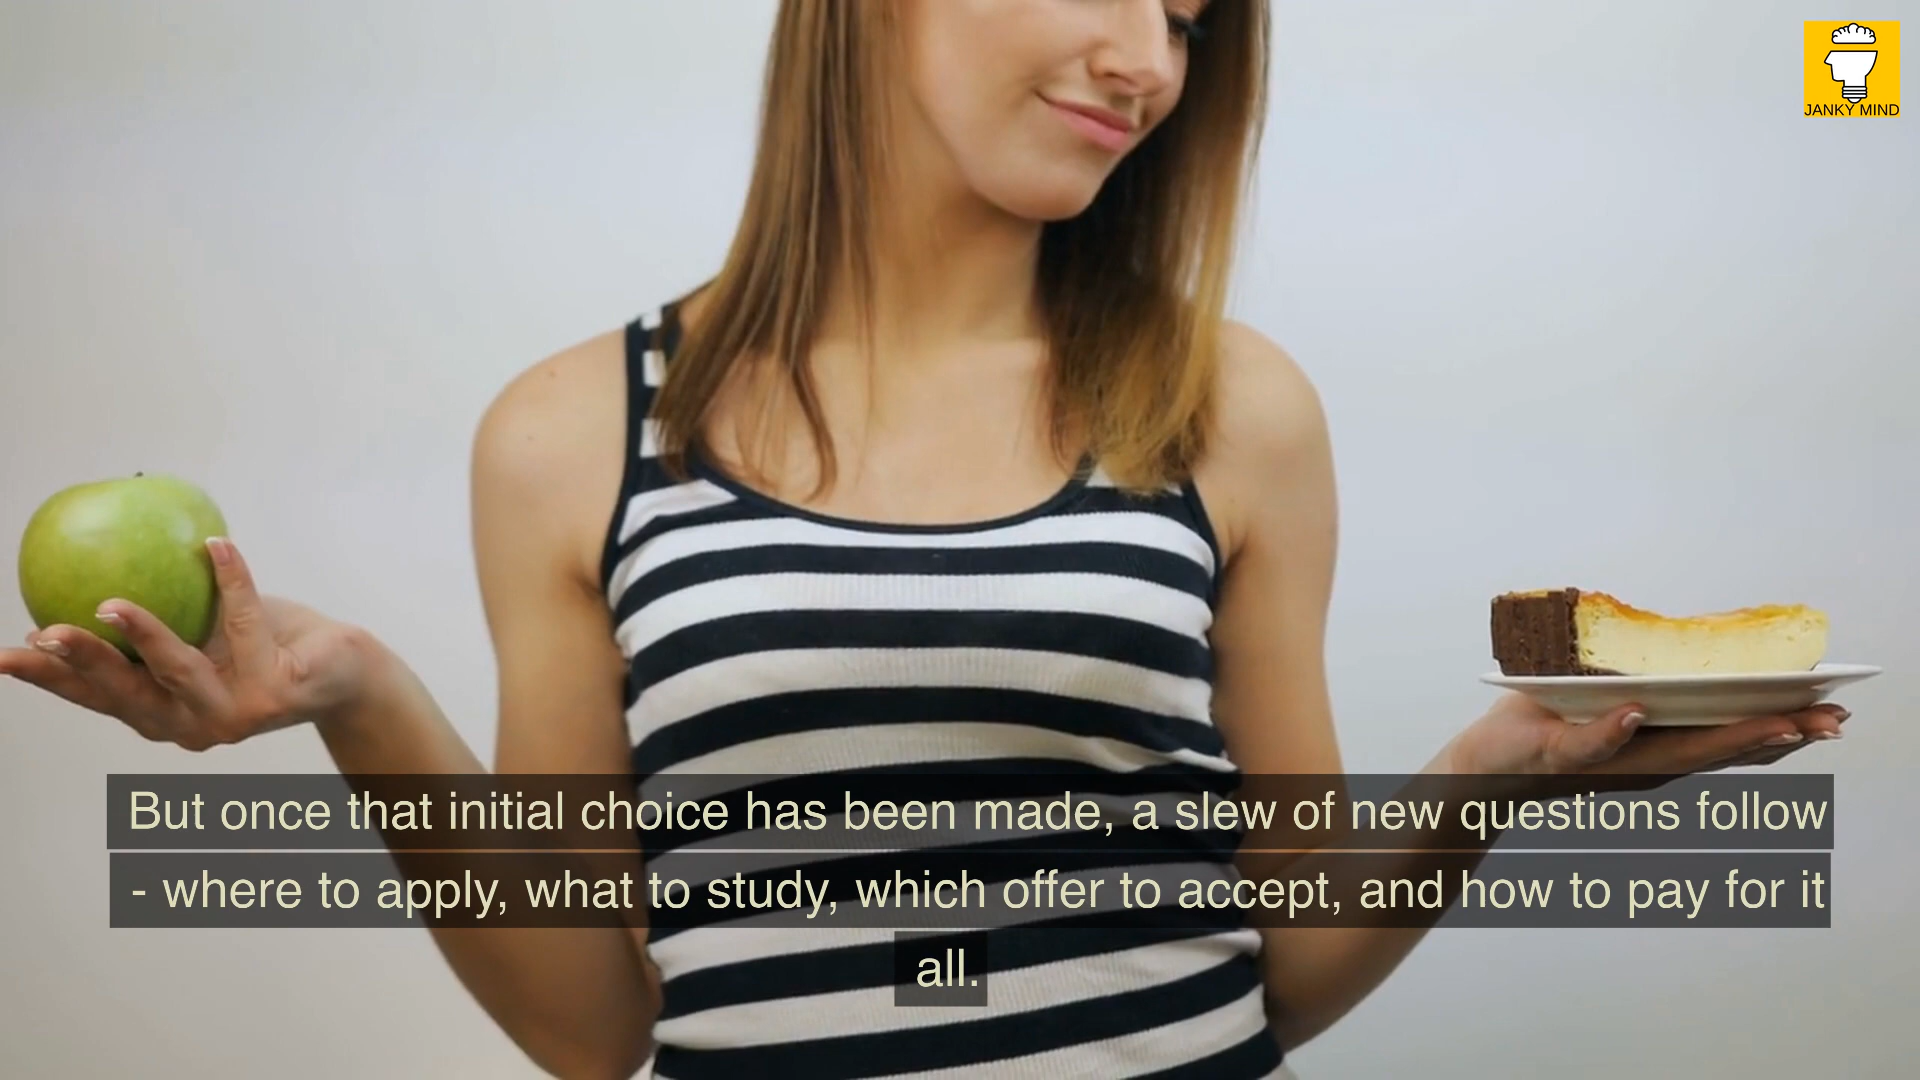 JANKY MIND
But once that initial choice has been made, a slew of new questions follow
- where to apply, what to study, which offer to accept, and how to pay for it
all.